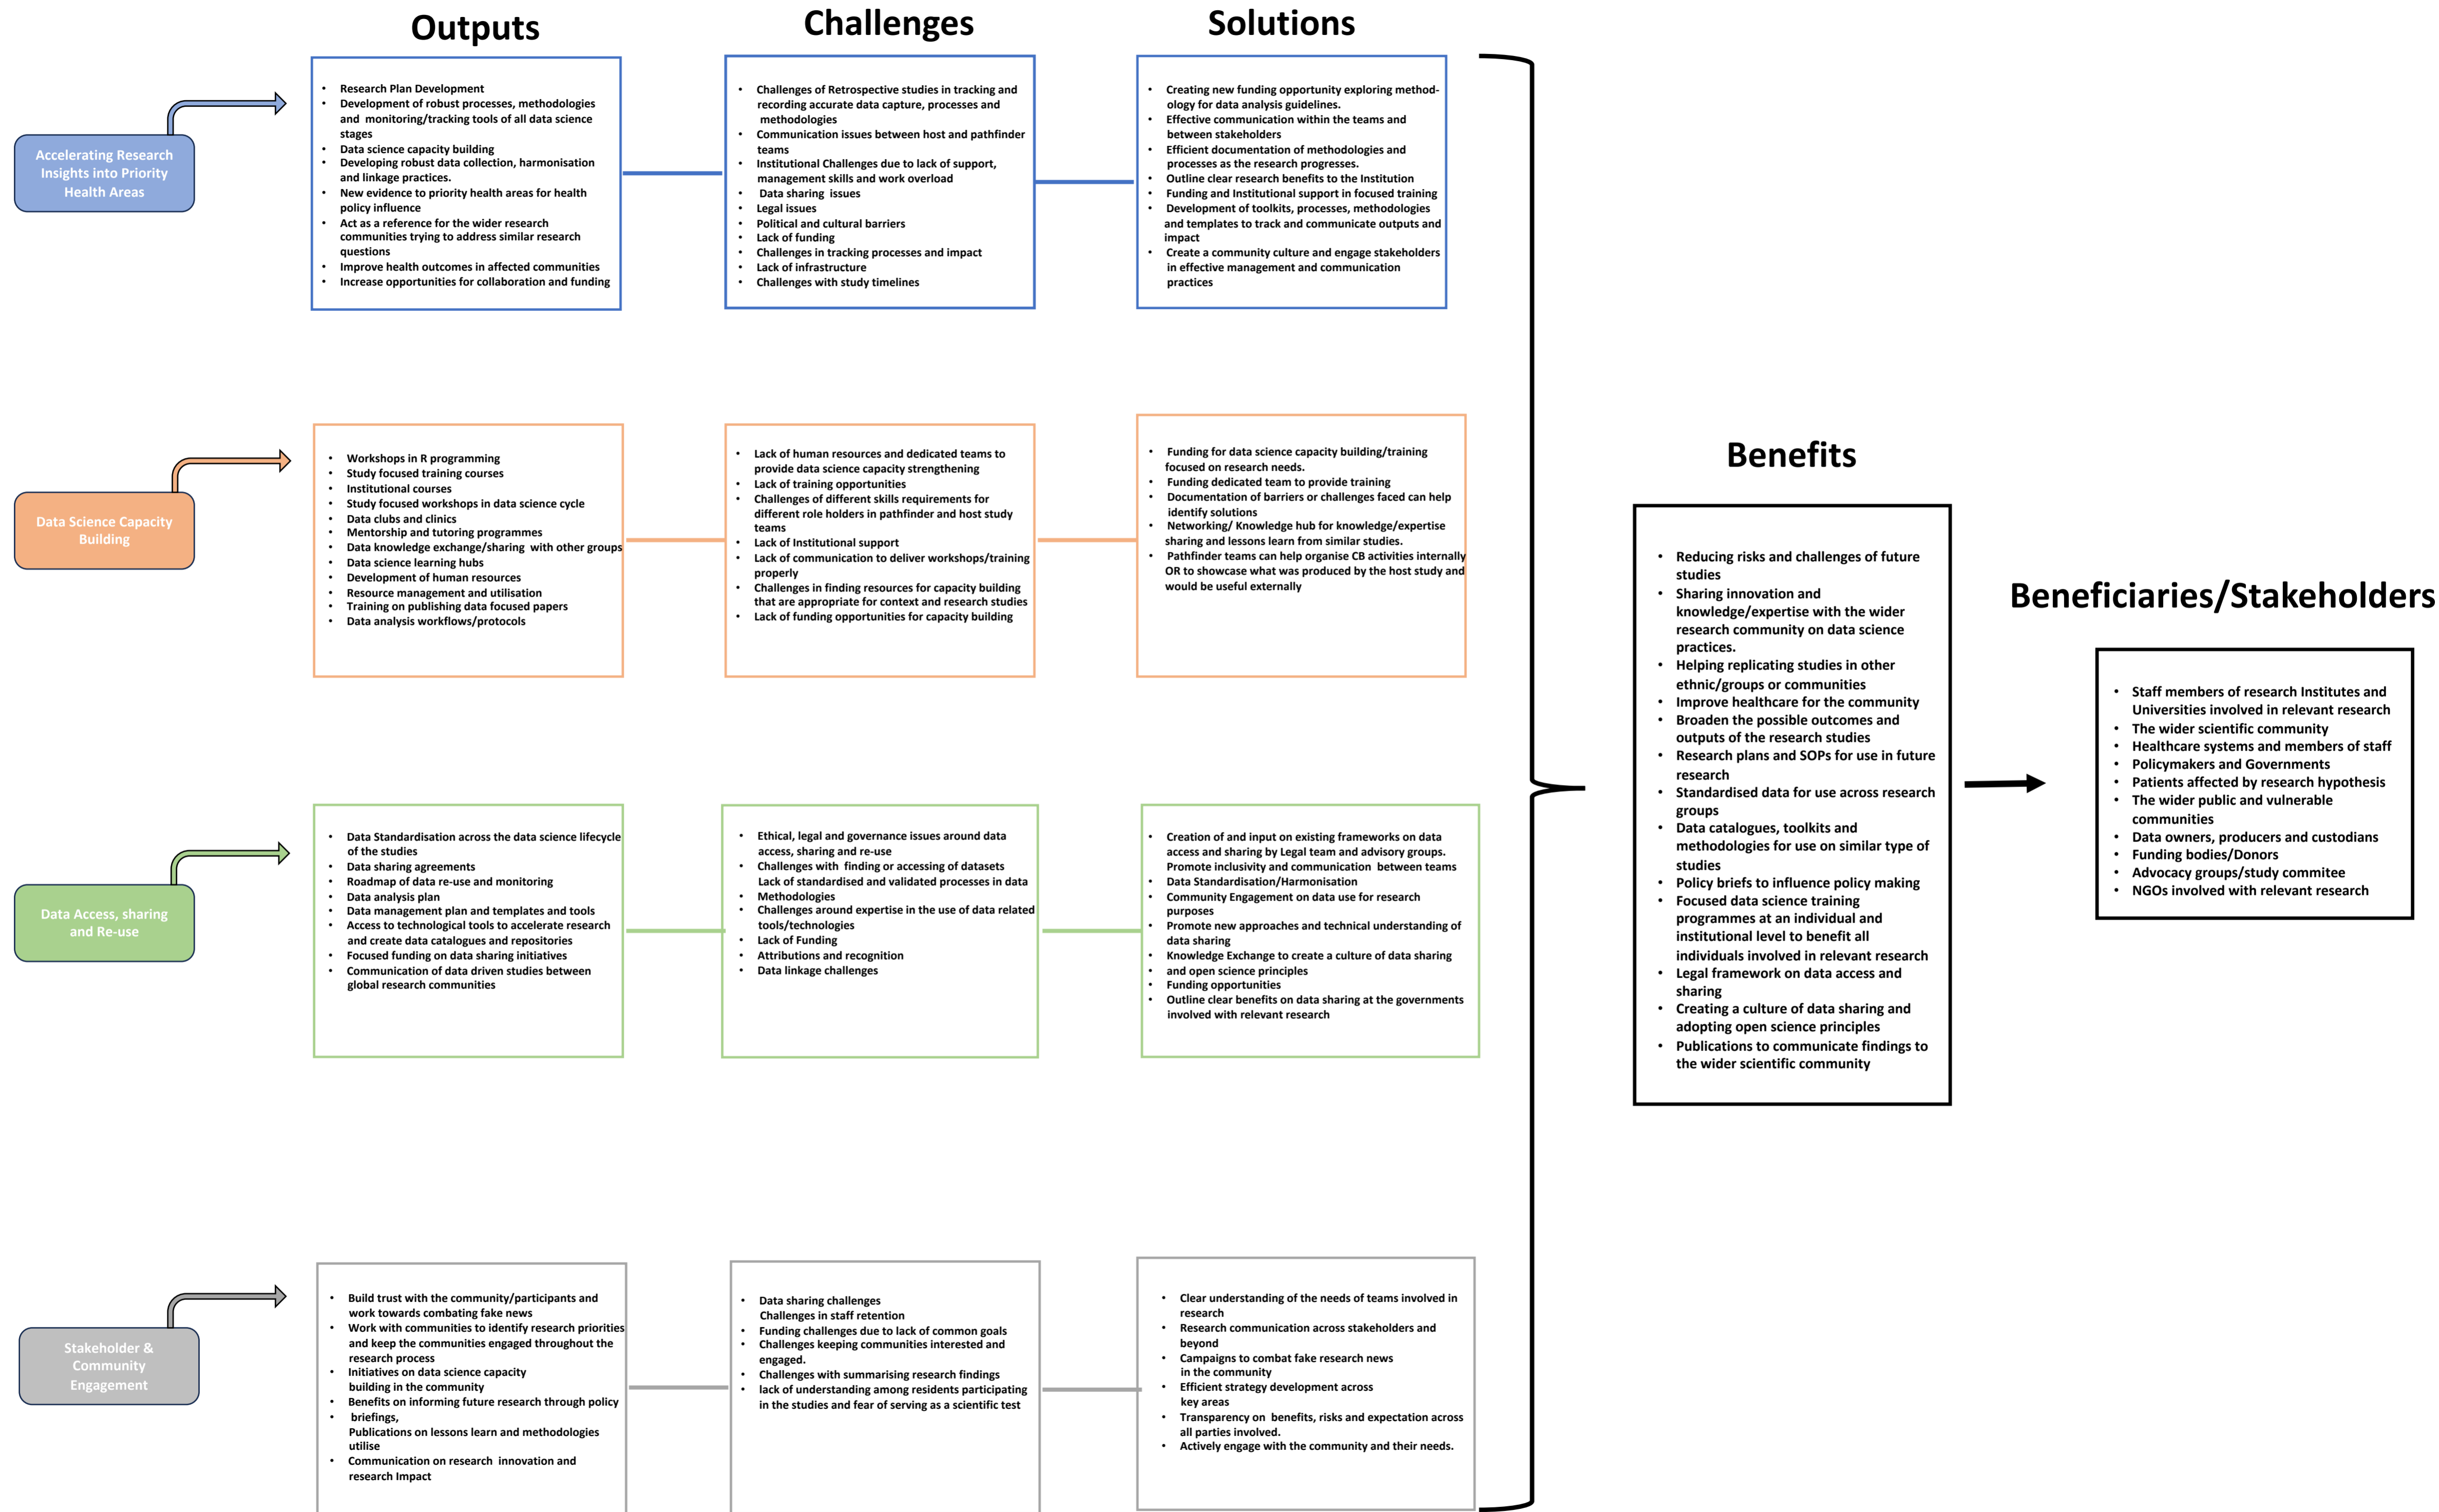 Outputs
Challenges
Solutions
Accelerating Research
Insights into Priority
Health Areas
• Research Plan Development
• Development of robust processes, methodologies
and monitoring/tracking tools of all data science
stages
• Data science capacity building
• Developing robust data collection, harmonisation
and linkage practices.
• New evidence to priority health areas for health
policy influence
• Act as a reference for the wider research
communities trying to address similar research
questions
• Improve health outcomes in affected communities
• Increase opportunities for collaboration and funding
• Challenges of Retrospective studies in tracking and
recording accurate data capture, processes and
methodologies
• Communication issues between host and pathfinder
teams
• Institutional Challenges due to lack of support,
management skills and work overload
• Data sharing issues
• Legal issues
• Political and cultural barriers
• Lack of funding
• Challenges in tracking processes and impact
• Lack of infrastructure
• Challenges with study timelines
• Creating new funding opportunity exploring method-
ology for data analysis guidelines.
• Effective communication within the teams and
between stakeholders
• Efficient documentation of methodologies and
processes as the research progresses.
• Outline clear research benefits to the Institution
• Funding and Institutional support in focused training
• Development of toolkits, processes, methodologies
and templates to track and communicate outputs and
impact
• Create a community culture and engage stakeholders
in effective management and communication
practices
Data Science Capacity
Building
• Workshops in R programming
• Study focused training courses
• Institutional courses
• Study focused workshops in data science cycle
• Data clubs and clinics
• Mentorship and tutoring programmes
• Data knowledge exchange/sharing with other groups
• Data science learning hubs
• Development of human resources
• Resource management and utilisation
• Training on publishing data focused papers
• Data analysis workflows/protocols
• Lack of human resources and dedicated teams to
provide data science capacity strengthening
• Lack of training opportunities
• Challenges of different skills requirements for
different role holders in pathfinder and host study
teams
• Lack of Institutional support
• Lack of communication to deliver workshops/training
properly
• Challenges in finding resources for capacity building
that are appropriate for context and research studies
• Lack of funding opportunities for capacity building
• Funding for data science capacity building/training
focused on research needs.
• Funding dedicated team to provide training
• Documentation of barriers or challenges faced can help
identify solutions
• Networking/ Knowledge hub for knowledge/expertise
sharing and lessons learn from similar studies.
• Pathfinder teams can help organise CB activities internally
OR to showcase what was produced by the host study and
would be useful externally
Data Access, sharing
and Re-use
• Data Standardisation across the data science lifecycle
of the studies
• Data sharing agreements
• Roadmap of data re-use and monitoring
• Data analysis plan
• Data management plan and templates and tools
• Access to technological tools to accelerate research
and create data catalogues and repositories
• Focused funding on data sharing initiatives
• Communication of data driven studies between
global research communities
• Ethical, legal and governance issues around data
access, sharing and re-use
• Challenges with finding or accessing of datasets
Lack of standardised and validated processes in data
• Methodologies
• Challenges around expertise in the use of data related
tools/technologies
• Lack of Funding
• Attributions and recognition
• Data linkage challenges
• Creation of and input on existing frameworks on data
access and sharing by Legal team and advisory groups.
Promote inclusivity and communication between teams
• Data Standardisation/Harmonisation
• Community Engagement on data use for research
purposes
• Promote new approaches and technical understanding of
data sharing
• Knowledge Exchange to create a culture of data sharing
• and open science principles
• Funding opportunities
• Outline clear benefits on data sharing at the governments
involved with relevant research
Stakeholder &
Community
Engagement
• Build trust with the community/participants and
work towards combating fake news
• Work with communities to identify research priorities
and keep the communities engaged throughout the
research process
• Initiatives on data science capacity
building in the community
• Benefits on informing future research through policy
• briefings,
Publications on lessons learn and methodologies
utilise
• Communication on research innovation and
research Impact
• Data sharing challenges
Challenges in staff retention
• Funding challenges due to lack of common goals
• Challenges keeping communities interested and
engaged.
• Challenges with summarising research findings
• lack of understanding among residents participating
in the studies and fear of serving as a scientific test
• Clear understanding of the needs of teams involved in
research
• Research communication across stakeholders and
beyond
• Campaigns to combat fake research news
in the community
• Efficient strategy development across
key areas
• Transparency on benefits, risks and expectation across
all parties involved.
• Actively engage with the community and their needs.
Benefits
• Reducing risks and challenges of future
studies
• Sharing innovation and
knowledge/expertise with the wider
research community on data science
practices.
• Helping replicating studies in other
ethnic/groups or communities
• Improve healthcare for the community
• Broaden the possible outcomes and
outputs of the research studies
• Research plans and SOPs for use in future
research
• Standardised data for use across research
groups
• Data catalogues, toolkits and
methodologies for use on similar type of
studies
• Policy briefs to influence policy making
• Focused data science training
programmes at an individual and
institutional level to benefit all
individuals involved in relevant research
• Legal framework on data access and
sharing
• Creating a culture of data sharing and
adopting open science principles
• Publications to communicate findings to
the wider scientific community
Beneficiaries/Stakeholders
• Staff members of research Institutes and
Universities involved in relevant research
• The wider scientific community
• Healthcare systems and members of staff
• Policymakers and Governments
• Patients affected by research hypothesis
• The wider public and vulnerable
communities
• Data owners, producers and custodians
• Funding bodies/Donors
• Advocacy groups/study commitee
• NGOs involved with relevant research